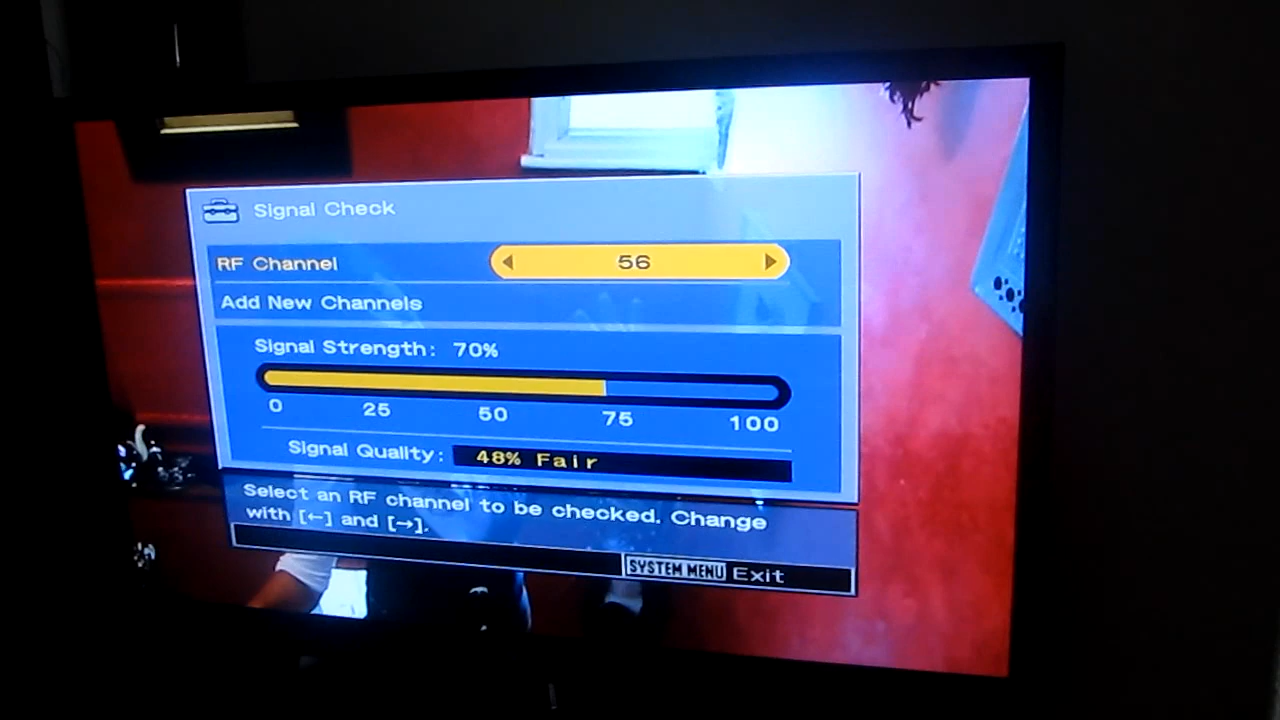 Signal Check
RF Channel 56
Add New Channels
Signal Strength: 70%
0 25 50 75 100
Signal Quality: 48% Fair
Select an RF channel to be checked. Change
with [←] and [→].
SYSTEM MENU Exit